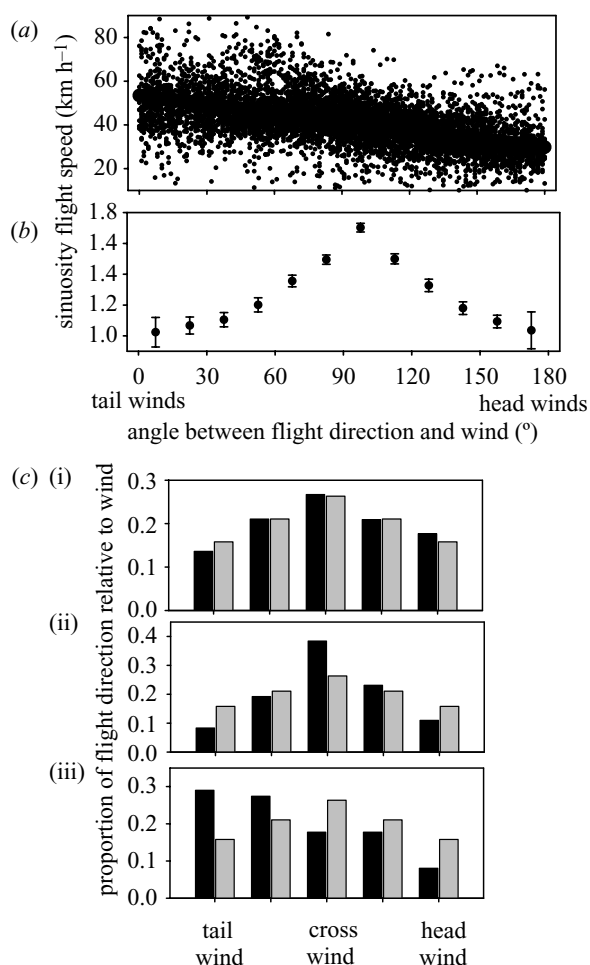 (a)
80
60
40
20
flight speed (km h–1)
(b)
1.8
1.4
1.4
1.2
1.0
sinuosity
0 30 60 90 120 150 180
tail winds head winds
angle between flight direction and wind (º)
(c) (i)
0.3
0.2
0.1
0.0
(ii)
0.4
0.3
0.2
0.1
0.0
(iii)
0.3
0.2
0.1
0.0
proportion of flight direction relative to wind
tail cross head
wind wind wind